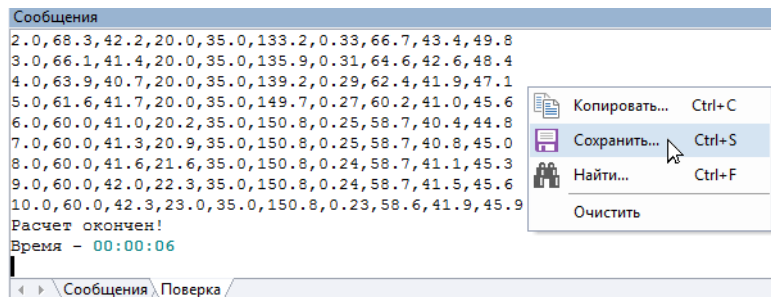 Сообщения
2.0,68.3,42.2,20.0,35.0,133.2,0.33,66.7,43.4,49.8
3.0,66.1,41.4,20.0,35.0,135.9,0.31,64.6,42.6,48.4
4.0,63.9,40.7,20.0,35.0,139.2,0.29,62.4,41.9,47.1
5.0,61.6,41.7,20.0,35.0,149.7,0.27,60.2,41.0,45.6
6.0,60.0,41.0,20.2,35.0,150.8,0.25,58.7,40.4,44.8
7.0,60.0,41.3,20.9,35.0,150.8,0.25,58.7,40.8,45.0
8.0,60.0,41.6,21.6,35.0,150.8,0.24,58.7,41.1,45.3
9.0,60.0,42.0,22.3,35.0,150.8,0.24,58.7,41.5,45.6
10.0,60.0,42.3,23.0,35.0,150.8,0.23,58.6,41.9,45.9
Расчет окончен!
Время - 00:00:06
Копировать... Ctrl+C
Сохранить... Ctrl+S
Найти... Ctrl+F
Очистить
Сообщения Поверка